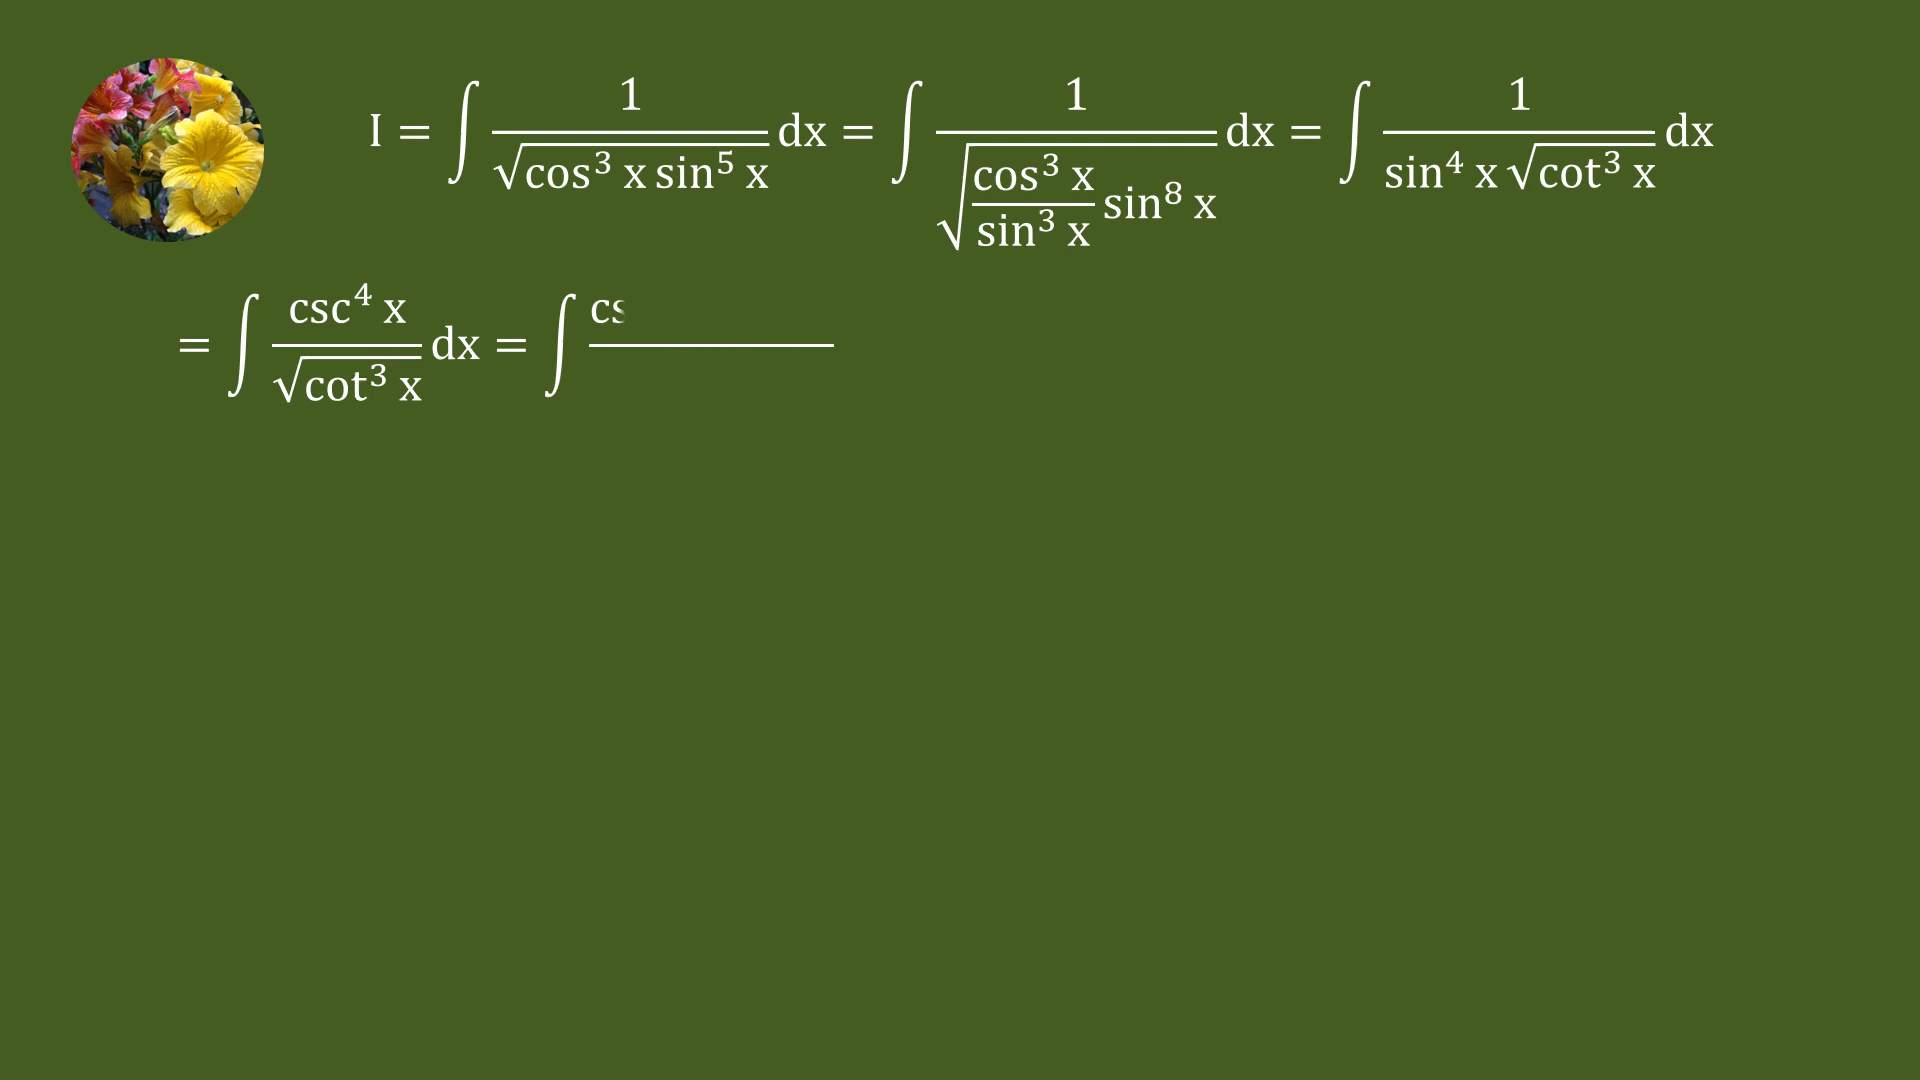 I = ∫ 1/√(cos³ x sin⁵ x) dx = ∫ 1/√((cos³ x/sin³ x) sin⁸ x) dx = ∫ 1/(sin⁴ x √(cot³ x)) dx
= ∫ csc⁴ x/√(cot³ x) dx = ∫ cs